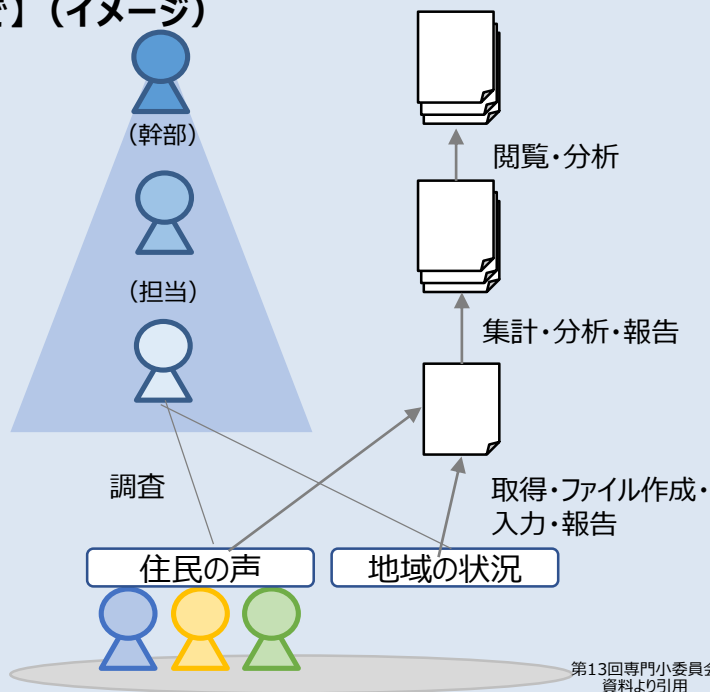 】（イメージ）
（幹部）
閲覧・分析
（担当）
集計・分析・報告
調査
取得・ファイル作成・
入力・報告
住民の声
地域の状況
第13回専門小委員会
資料より引用